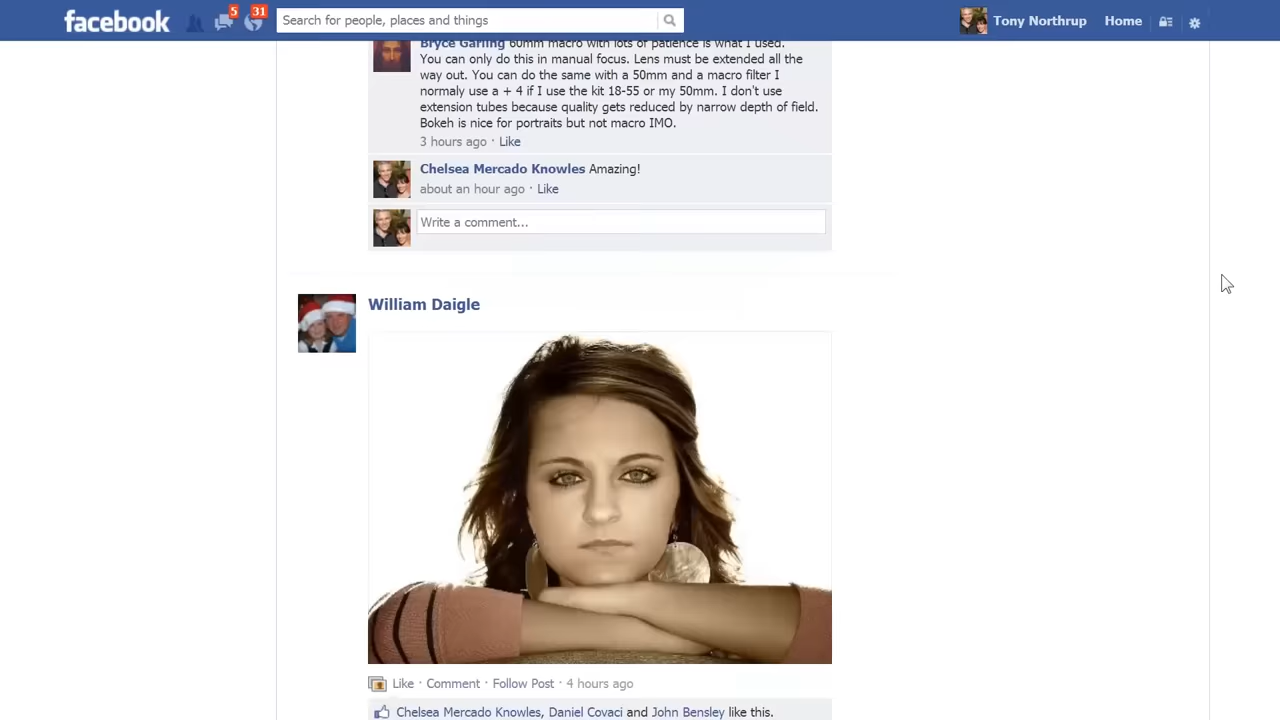 facebook
5
31
Search for people, places and things
Tony Northrup
Home
Bryce Garling 60mm macro with lots of patience is what I used.
You can only do this in manual focus. Lens must be extended all the
way out. You can do the same with a 50mm and a macro filter I
normaly use a + 4 if I use the kit 18-55 or my 50mm. I don't use
extension tubes because quality gets reduced by narrow depth of field.
Bokeh is nice for portraits but not macro IMO.
3 hours ago · Like
Chelsea Mercado Knowles Amazing!
about an hour ago · Like
Write a comment...
William Daigle
Like · Comment · Follow Post · 4 hours ago
Chelsea Mercado Knowles, Daniel Covaci and John Bensley like this.